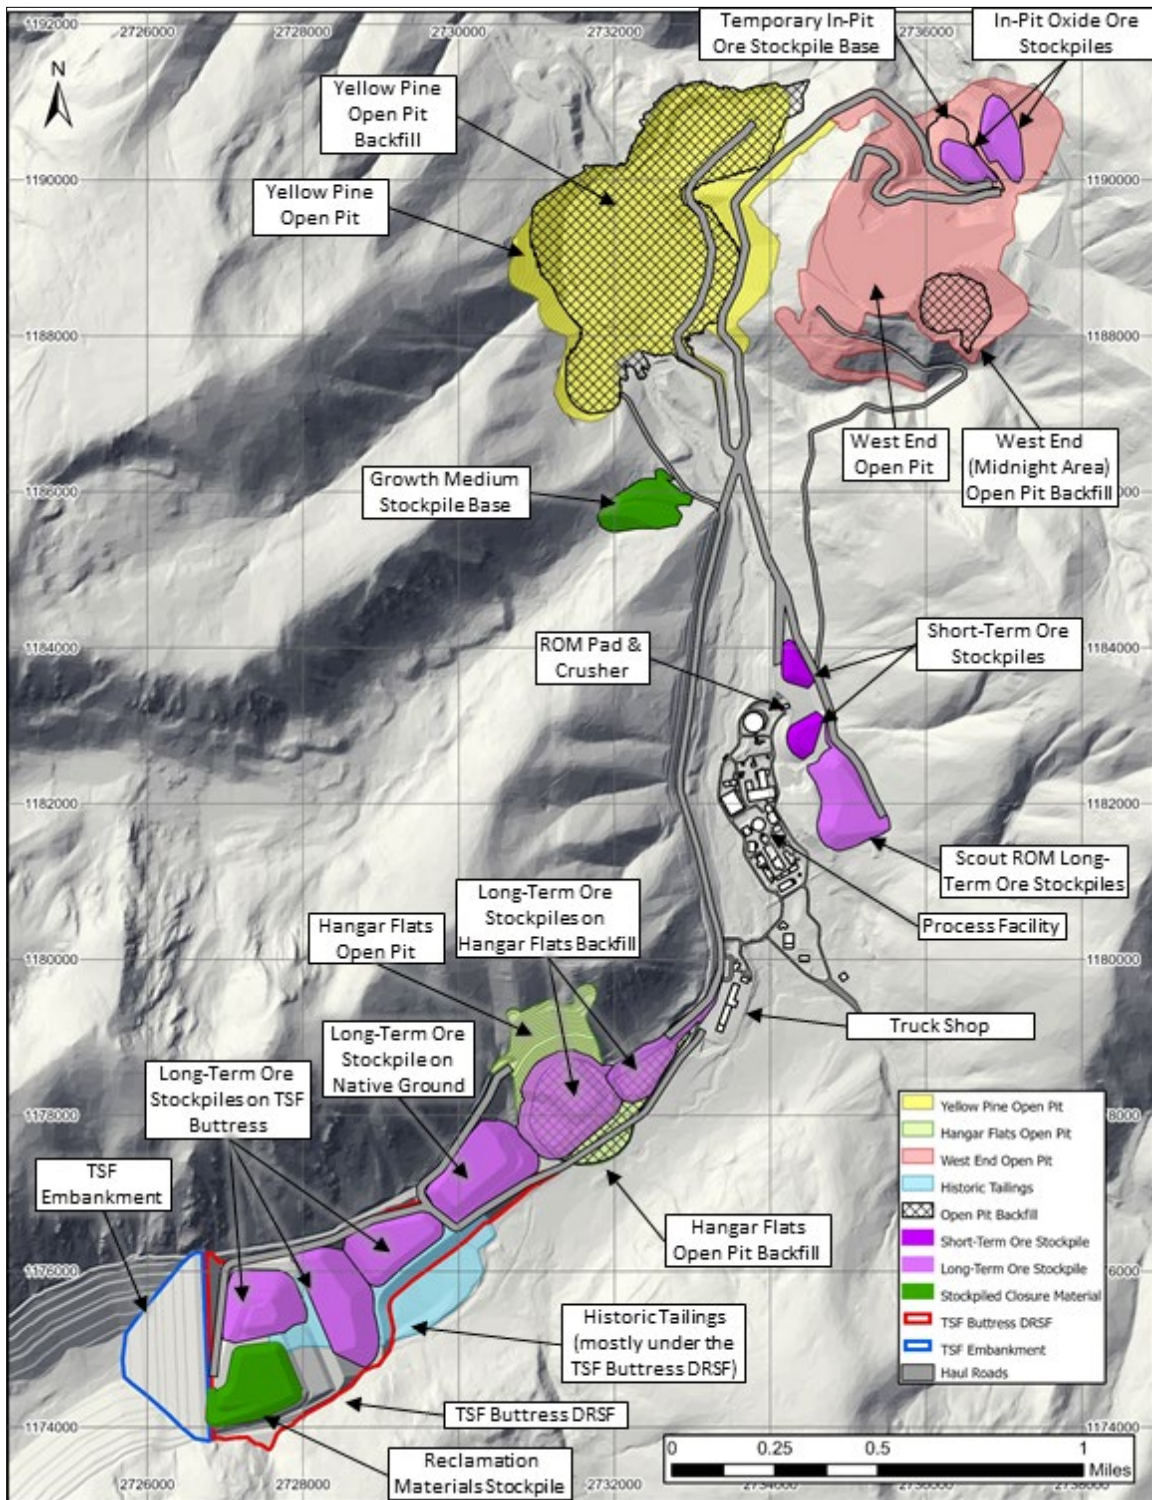 1192000
2726000
2728000
2730000
2732000
2736000
1192000
N
Temporary In-Pit
Ore Stockpile Base
In-Pit Oxide Ore
Stockpiles
Yellow Pine
Open Pit
Backfill
Yellow Pine
Open Pit
1190000
1190000
1188000
1188000
West End
Open Pit
West End
(Midnight Area)
Open Pit Backfill
Growth Medium
Stockpile Base
1186000
ROM Pad &
Crusher
Short-Term Ore
Stockpiles
1184000
1184000
1182000
1182000
Scout ROM Long-
Term Ore Stockpiles
Process Facility
Long-Term Ore
Stockpiles on
Hangar Flats Backfill
Hangar Flats
Open Pit
1180000
1180000
Truck Shop
Long-Term Ore
Stockpile on
Native Ground
Long-Term Ore
Stockpiles on TSF
Buttress
1178000
TSF
Embankment
Hangar Flats
Open Pit Backfill
1176000
Historic Tailings
(mostly under the
TSF Buttress DRSF)
TSF Buttress DRSF
Reclamation
Materials Stockpile
1174000
1174000
Yellow Pine Open Pit
Hangar Flats Open Pit
West End Open Pit
Historic Tailings
Open Pit Backfill
Short-Term Ore Stockpile
Long-Term Ore Stockpile
Stockpiled Closure Material
TSF Buttress DRSF
TSF Embankment
Haul Roads
0 0.25 0.5 1
Miles
2726000
2728000
2732000